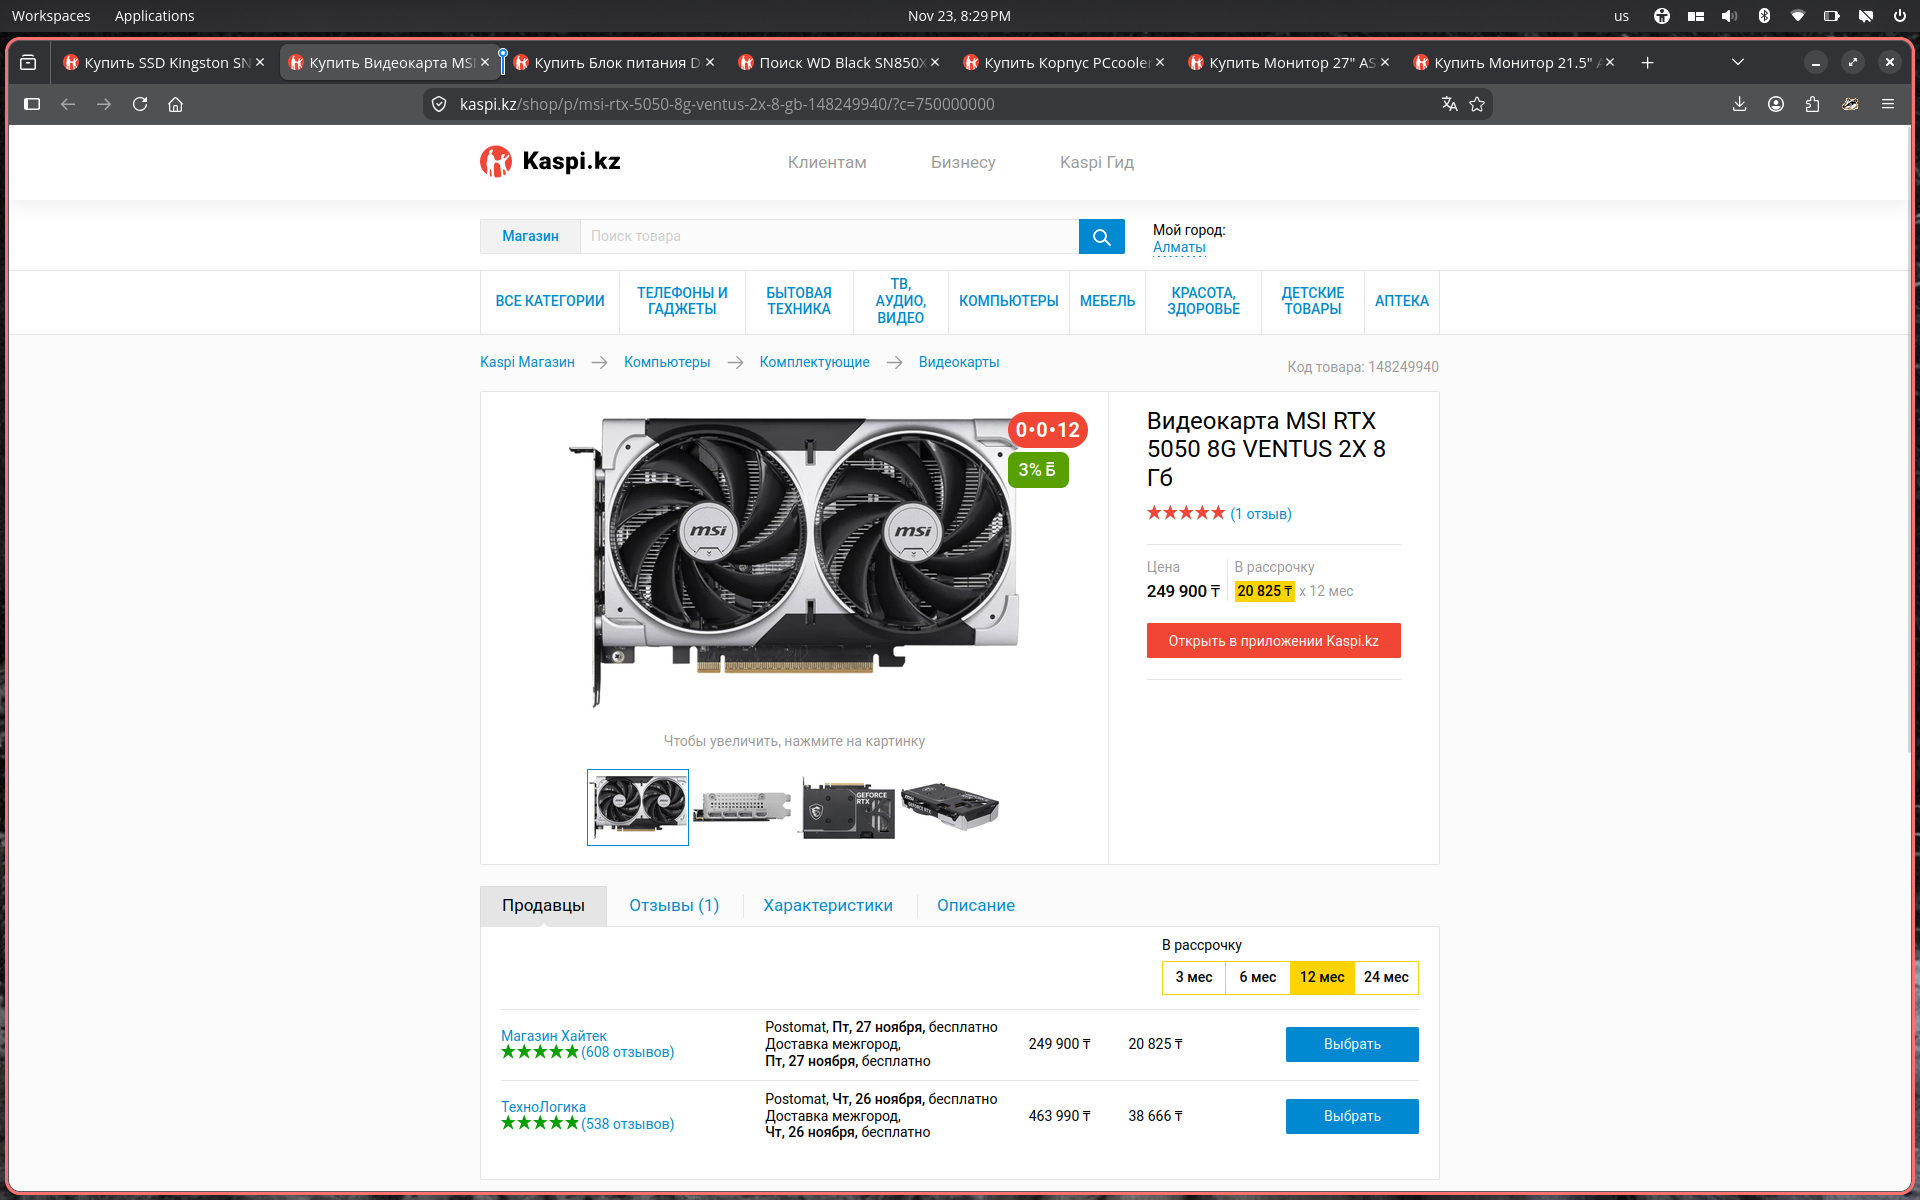 Workspaces Applications Nov 23, 8:29 PM us
Купить SSD Kingston SN Купить Видеокарта MSI Купить Блок питания D Поиск WD Black SN850X Купить Корпус PCcooler Купить Монитор 27" AS Купить Монитор 21.5" A
kaspi.kz/shop/p/msi-rtx-5050-8g-ventus-2x-8-gb-148249940/?c=750000000
Kaspi.kz Клиентам Бизнесу Kaspi Гид
Магазин Поиск товара
Мой город:
Алматы
ВСЕ КАТЕГОРИИ
ТЕЛЕФОНЫ И
ГАДЖЕТЫ
БЫТОВАЯ
ТЕХНИКА
ТВ,
АУДИО,
ВИДЕО
КОМПЬЮТЕРЫ
МЕБЕЛЬ
КРАСОТА,
ЗДОРОВЬЕ
ДЕТСКИЕ
ТОВАРЫ
АПТЕКА
Kaspi Магазин Компьютеры Комплектующие Видеокарты
Код товара: 148249940
0•0•12
3% Б
msi msi
Чтобы увеличить, нажмите на картинку
GEFORCE
RTX
Видеокарта MSI RTX
5050 8G VENTUS 2X 8
Гб
(1 отзыв)
Цена В рассрочку
249 900 ₸ 20 825 ₸ x 12 мес
Открыть в приложении Kaspi.kz
Продавцы Отзывы (1) Характеристики Описание
В рассрочку
3 мес 6 мес 12 мес 24 мес
Магазин Хайтек
(608 отзывов)
Postomat, Пт, 27 ноября, бесплатно
Доставка межгород,
Пт, 27 ноября, бесплатно
249 900 ₸ 20 825 ₸ Выбрать
ТехноЛогика
(538 отзывов)
Postomat, Чт, 26 ноября, бесплатно
Доставка межгород,
Чт, 26 ноября, бесплатно
463 990 ₸ 38 666 ₸ Выбрать